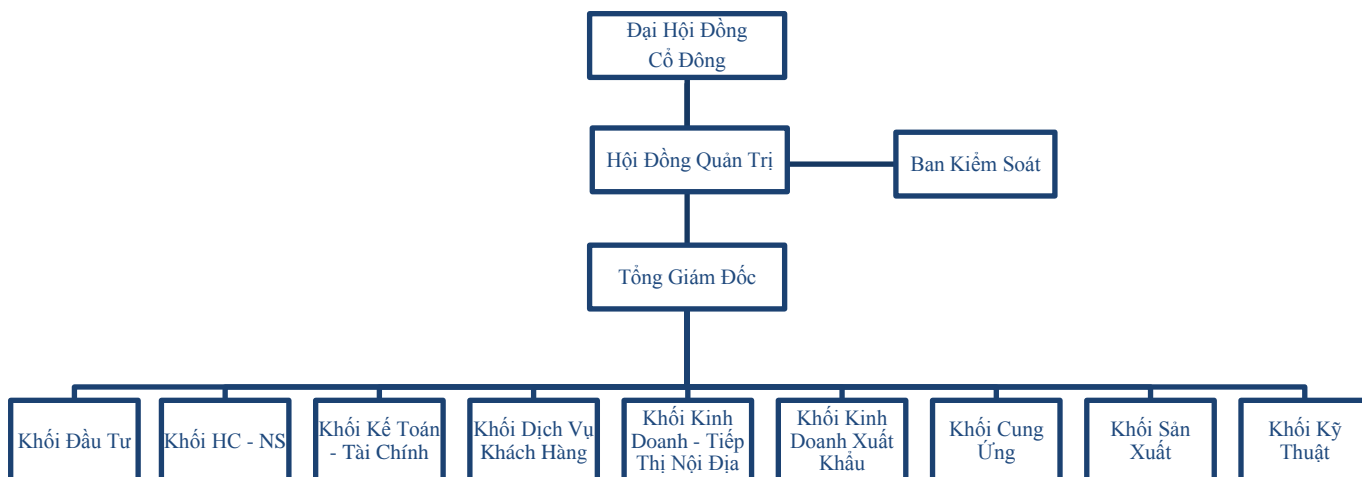 Đại Hội Đồng
Cổ Đông
Hội Đồng Quản Trị
Ban Kiểm Soát
Tổng Giám Đốc
Khối Đầu Tư
Khối HC - NS
Khối Kế Toán
- Tài Chính
Khối Dịch Vụ
Khách Hàng
Khối Kinh
Doanh - Tiếp
Thị Nội Địa
Khối Kinh
Doanh Xuất
Khẩu
Khối Cung
Ứng
Khối Sản
Xuất
Khối Kỹ
Thuật